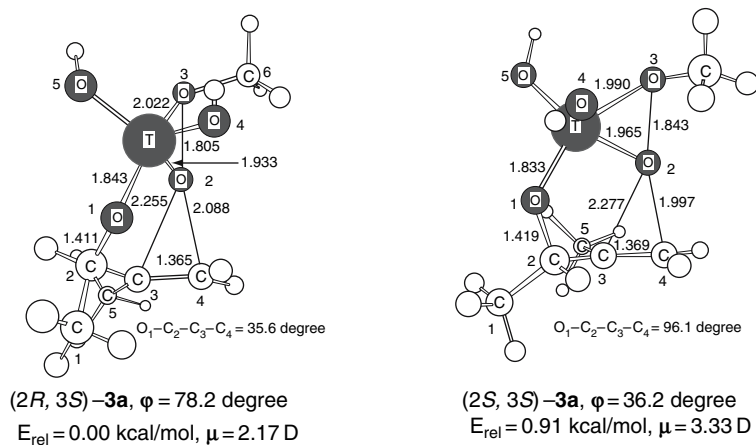 3
O
5
O
2.022
6
C
O
4
T
1.805
1.933
1.843
O
2
1
O
2.255
2.088
1.411
1.365
C
2
C
3
C
4
C
5
C
1
O₁–C₂–C₃–C₄ = 35.6 degree
(2R, 3S)–3a, φ = 78.2 degree
E_rel = 0.00 kcal/mol, μ = 2.17 D
3
O
5
O
4
O
1.990
C
T
1.965
1.843
1.833
O
2
1
O
2.277
1.997
5
C
1.419
1.369
C
2
C
3
C
4
C
1
O₁–C₂–C₃–C₄ = 96.1 degree
(2S, 3S)–3a, φ = 36.2 degree
E_rel = 0.91 kcal/mol, μ = 3.33 D